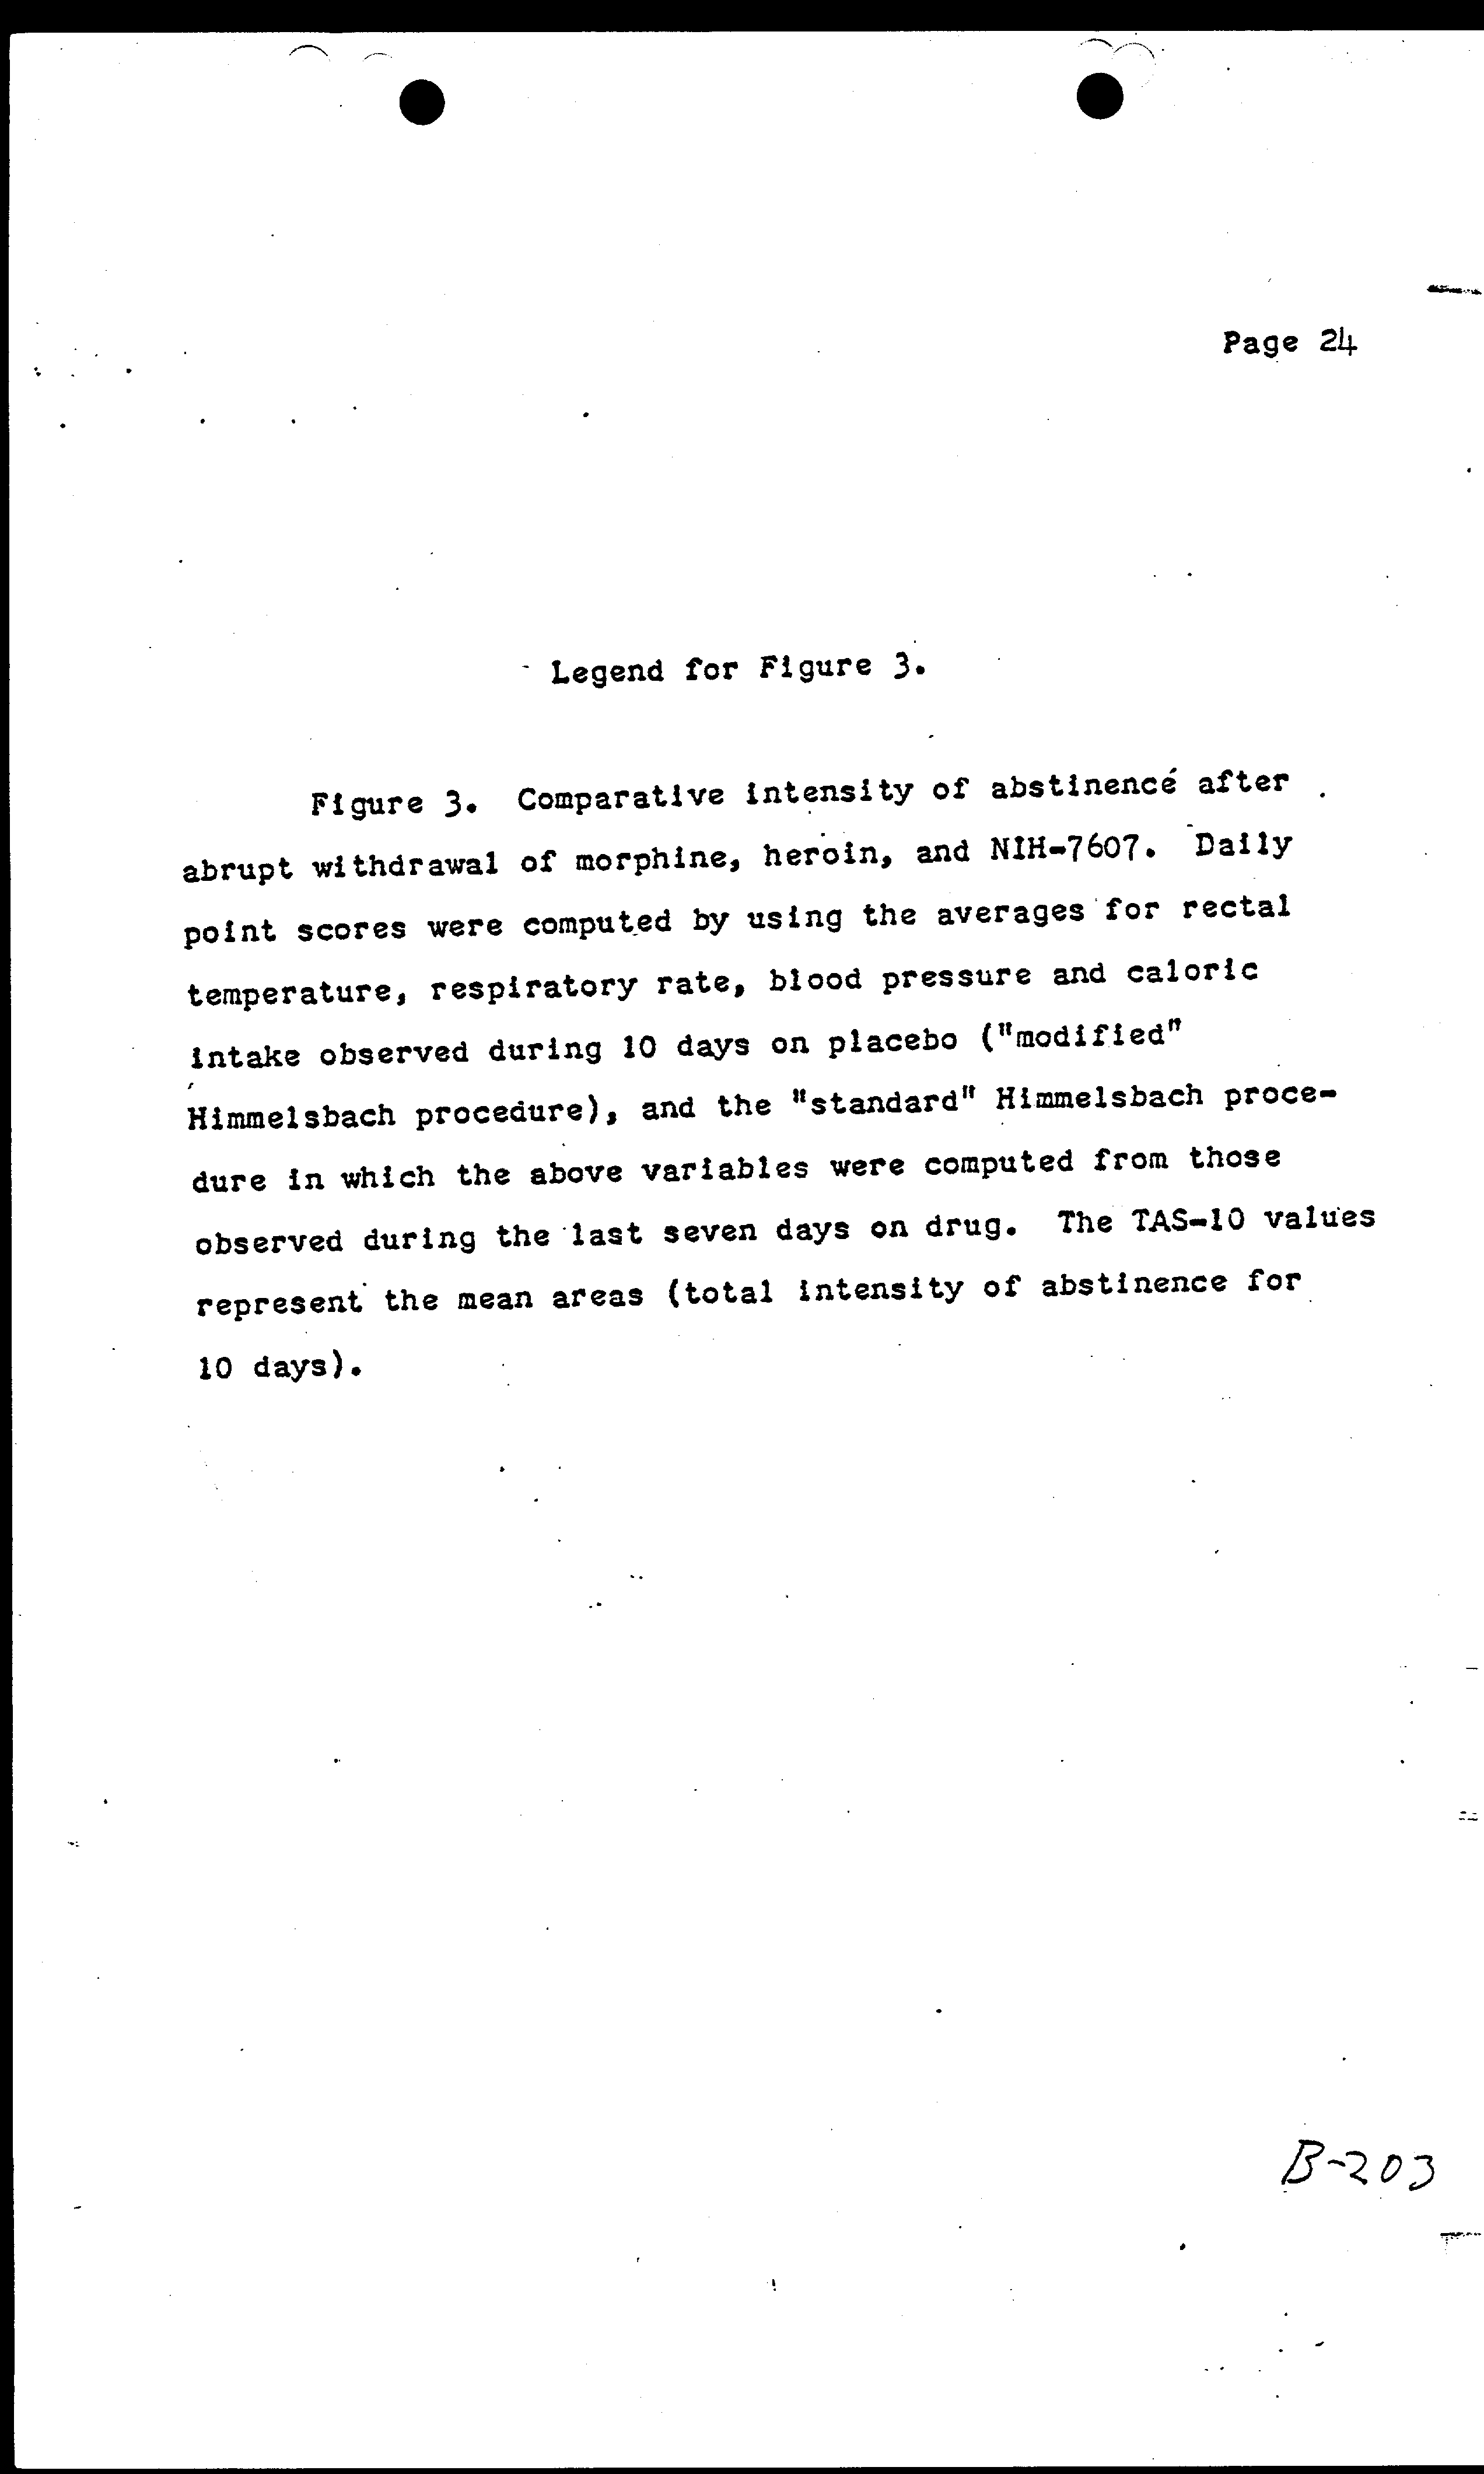 Page 24
Legend for Figure 3.
Figure 3. Comparative intensity of abstinence after
abrupt withdrawal of morphine, heroin, and NIH-7607. Daily
point scores were computed by using the averages for rectal
temperature, respiratory rate, blood pressure and caloric
intake observed during 10 days on placebo ("modified"
Himmelsbach procedure), and the "standard" Himmelsbach proce-
dure in which the above variables were computed from those
observed during the last seven days on drug. The TAS-10 values
represent the mean areas (total intensity of abstinence for
10 days).
B-203